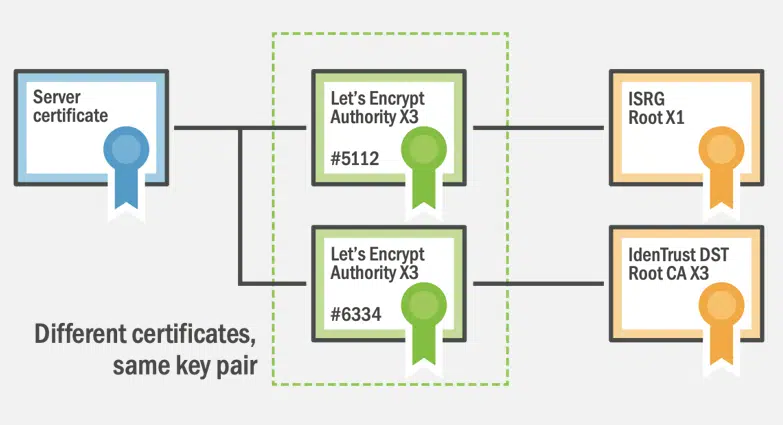 Server
certificate
Let's Encrypt
Authority X3
#5112
ISRG
Root X1
Let's Encrypt
Authority X3
#6334
IdenTrust DST
Root CA X3
Different certificates,
same key pair